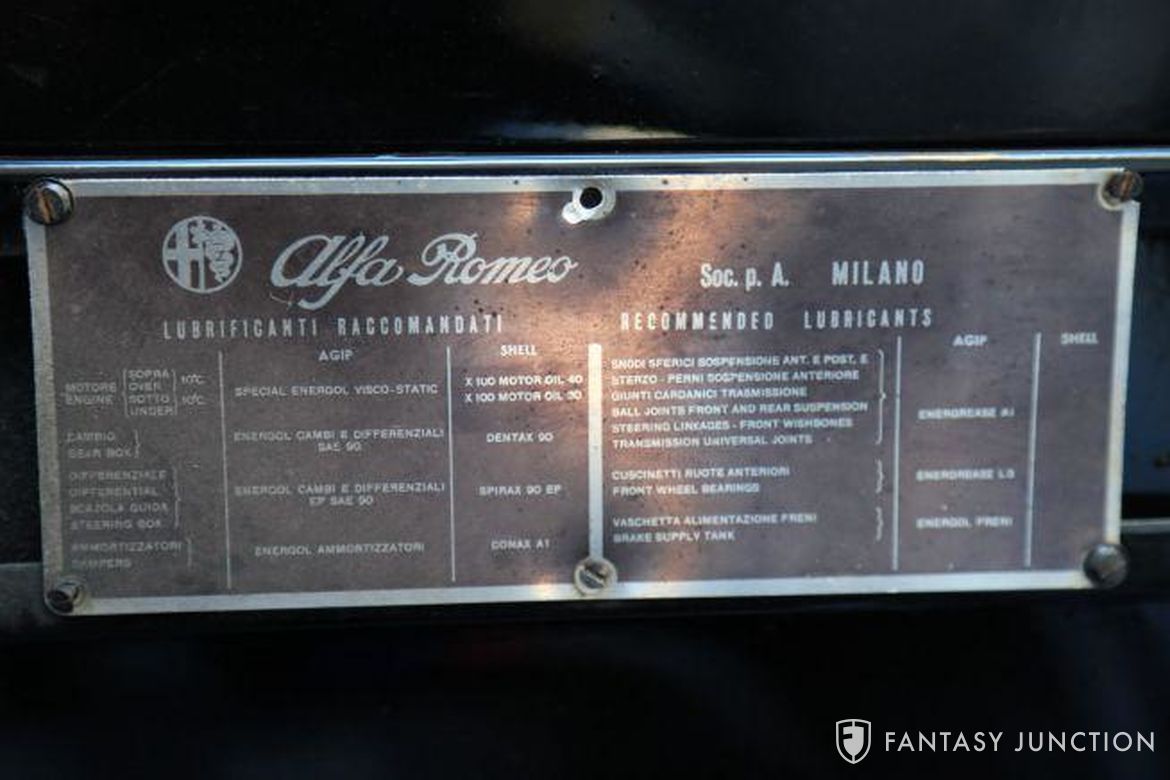 Alfa Romeo
Soc. p. A. MILANO
LUBRIFICANTI RACCOMANDATI
RECOMMENDED LUBRICANTS
AGIP SHELL
MOTORE ENGINE
SOPRA OVER 10°C
SOTTO UNDER 10°C
SPECIAL ENERGOL VISCO-STATIC
X 100 MOTOR OIL 40
X 100 MOTOR OIL 30
CAMBIO
GEAR BOX
ENERGOL CAMBI E DIFFERENZIALI
SAE 90
DENTAX 90
DIFFERENZIALE
DIFFERENTIAL
SCATOLA GUIDA
STEERING BOX
ENERGOL CAMBI E DIFFERENZIALI
EP SAE 90
SPIRAX 90 EP
AMMORTIZZATORI
DAMPERS
ENERGOL AMMORTIZZATORI
DONAX A1
AGIP SHELL
SNODI SFERICI SOSPENSIONE ANT. E POST. E
STERZO - PERNI SOSPENSIONE ANTERIORE
GIUNTI CARDANICI TRASMISSIONE
BALL JOINTS FRONT AND REAR SUSPENSION
STEERING LINKAGES - FRONT WISHBONES
TRANSMISSION UNIVERSAL JOINTS
ENERGREASE
CUSCINETTI RUOTE ANTERIORI
FRONT WHEEL BEARINGS
ENERGREASE
VASCHETTA ALIMENTAZIONE FRENI
BRAKE SUPPLY TANK
ENERGOL FRENI
FANTASY JUNCTION